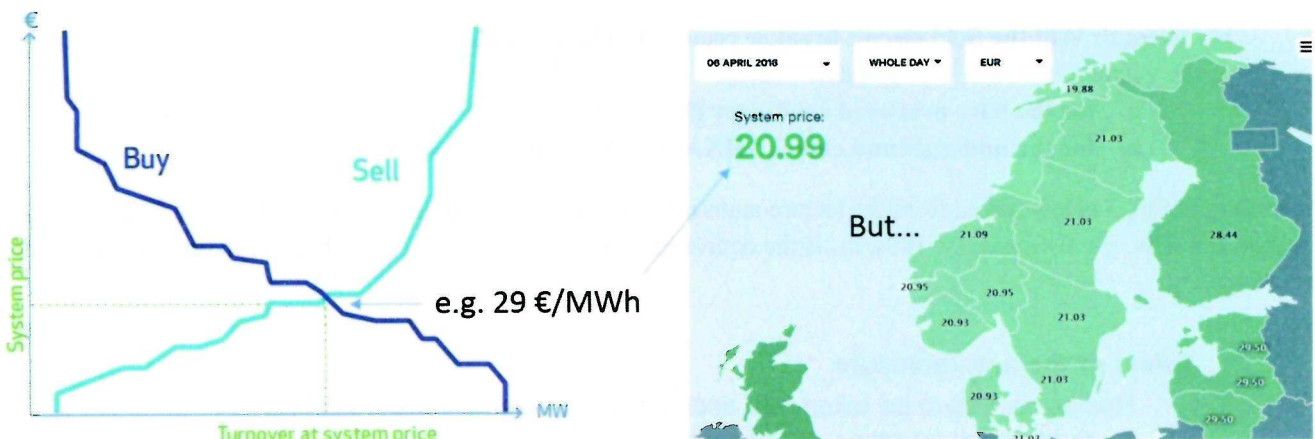 €
Buy
Sell
System price
e.g. 29 €/MWh
MW
Turnover at system price
06 APRIL 2016
WHOLE DAY
EUR
System price:
20.99
But...
19.88
21.03
21.03
21.09
28.44
20.95
20.95
20.93
21.03
29.50
29.50
21.03
20.93
29.50